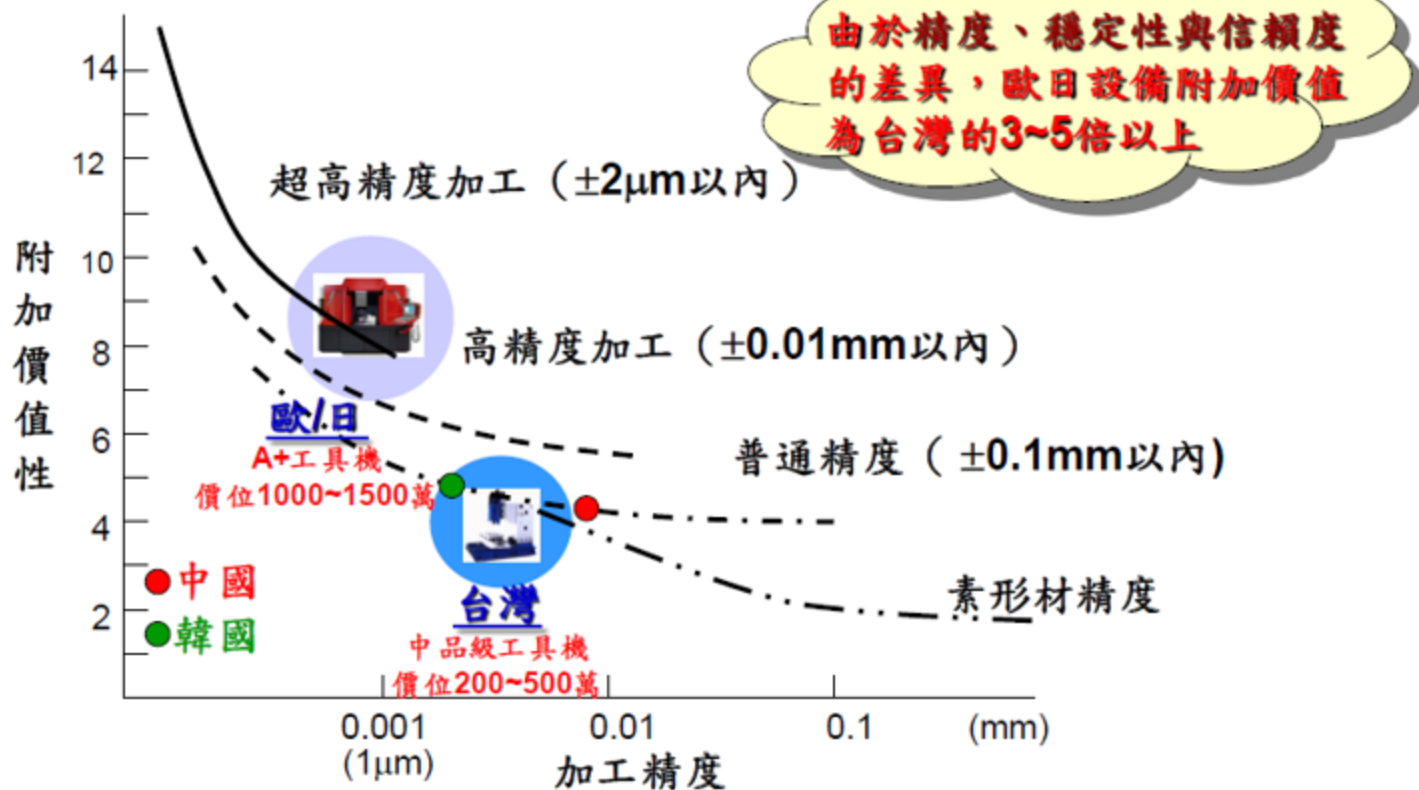 由於精度、穩定性與信賴度
的差異，歐日設備附加價值
為台灣的3~5倍以上
14
12
10
8
6
4
2
附加價值性
超高精度加工（±2μm以內）
高精度加工（±0.01mm以內）
普通精度（ ±0.1mm以內)
素形材精度
歐/日
A+工具機
價位1000~1500萬
中國
韓國
台灣
中品級工具機
價位200~500萬
0.001
(1μm)
0.01
0.1
(mm)
加工精度